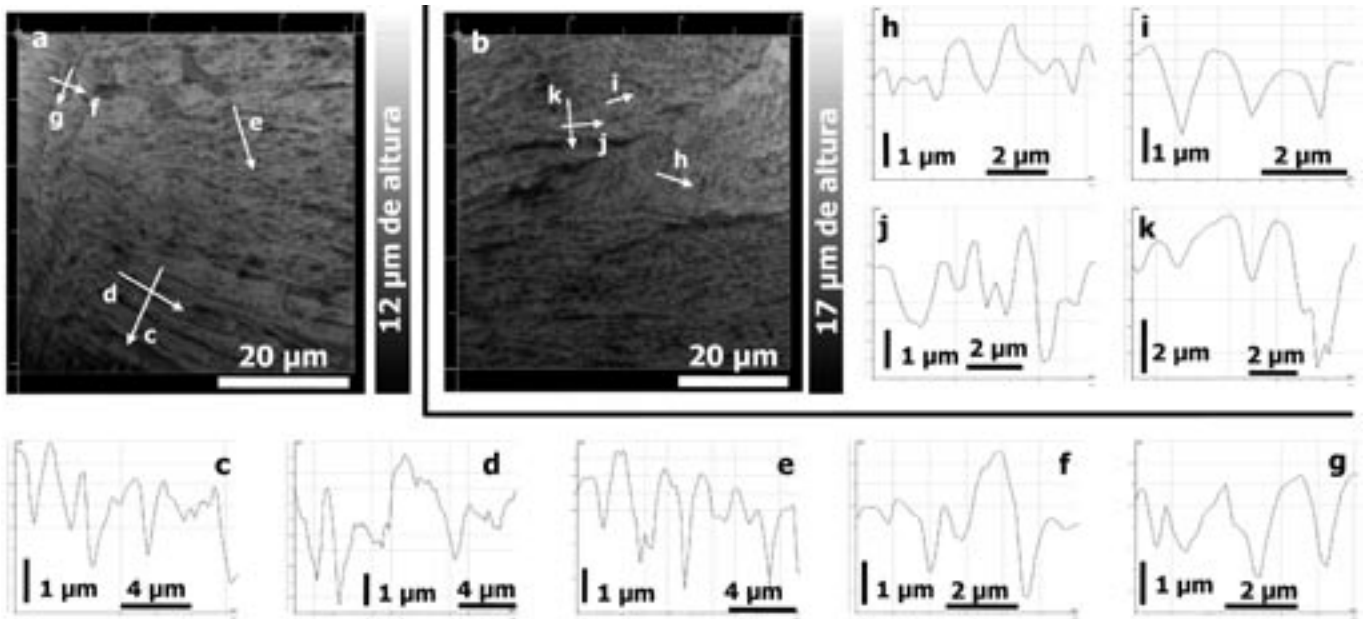 a
g
f
e
d
c
20 µm
12 µm de altura
b
k
i
j
h
20 µm
17 µm de altura
h
1 µm
2 µm
i
1 µm
2 µm
j
1 µm
2 µm
k
2 µm
2 µm
c
1 µm
4 µm
d
1 µm
4 µm
e
1 µm
4 µm
f
1 µm
2 µm
g
1 µm
2 µm